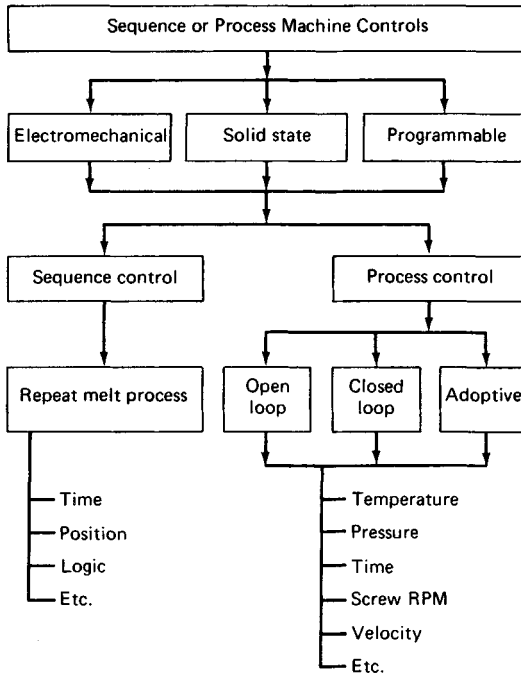 Sequence or Process Machine Controls
Electromechanical
Solid state
Programmable
Sequence control
Process control
Repeat melt process
Open
loop
Closed
loop
Adoptive
Time
Position
Logic
Etc.
Temperature
Pressure
Time
Screw RPM
Velocity
Etc.